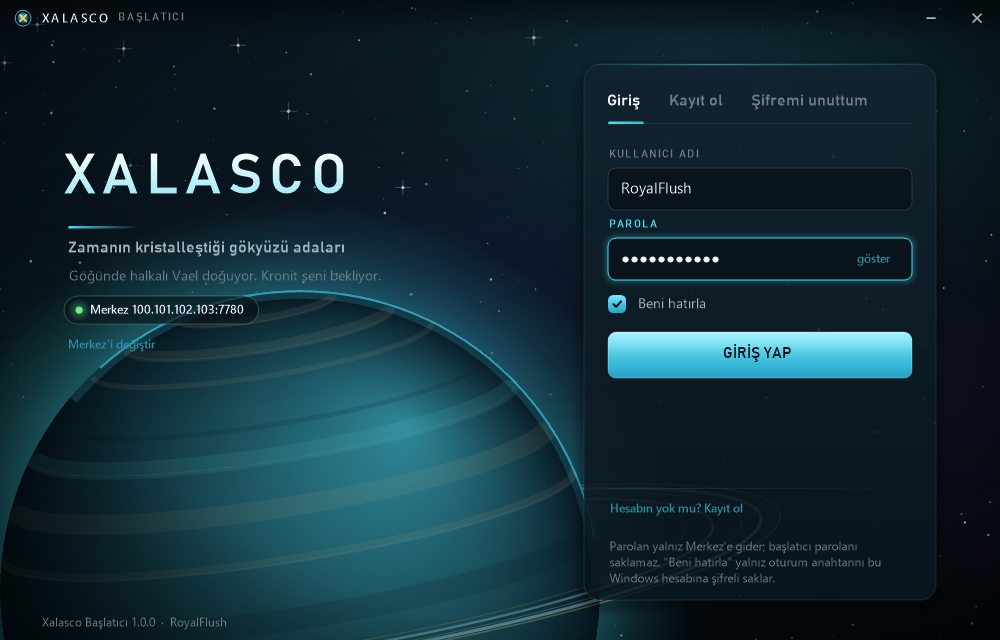 XALASCO BAŞLATICI
XALASCO
Zamanın kristalleştiği gökyüzü adaları
Göğünde halkalı Vael doğuyor. Kronit seni bekliyor.
Merkez 100.101.102.103:7780
Merkez'i değiştir
Giriş Kayıt ol Şifremi unuttum
KULLANICI ADI
RoyalFlush
PAROLA
●●●●●●●●●●● göster
Beni hatırla
GİRİŞ YAP
Hesabın yok mu? Kayıt ol
Parolan yalnız Merkez'e gider; başlatıcı parolanı
saklamaz. "Beni hatırla" yalnız oturum anahtarını bu
Windows hesabına şifreli saklar.
Xalasco Başlatıcı 1.0.0 · RoyalFlush